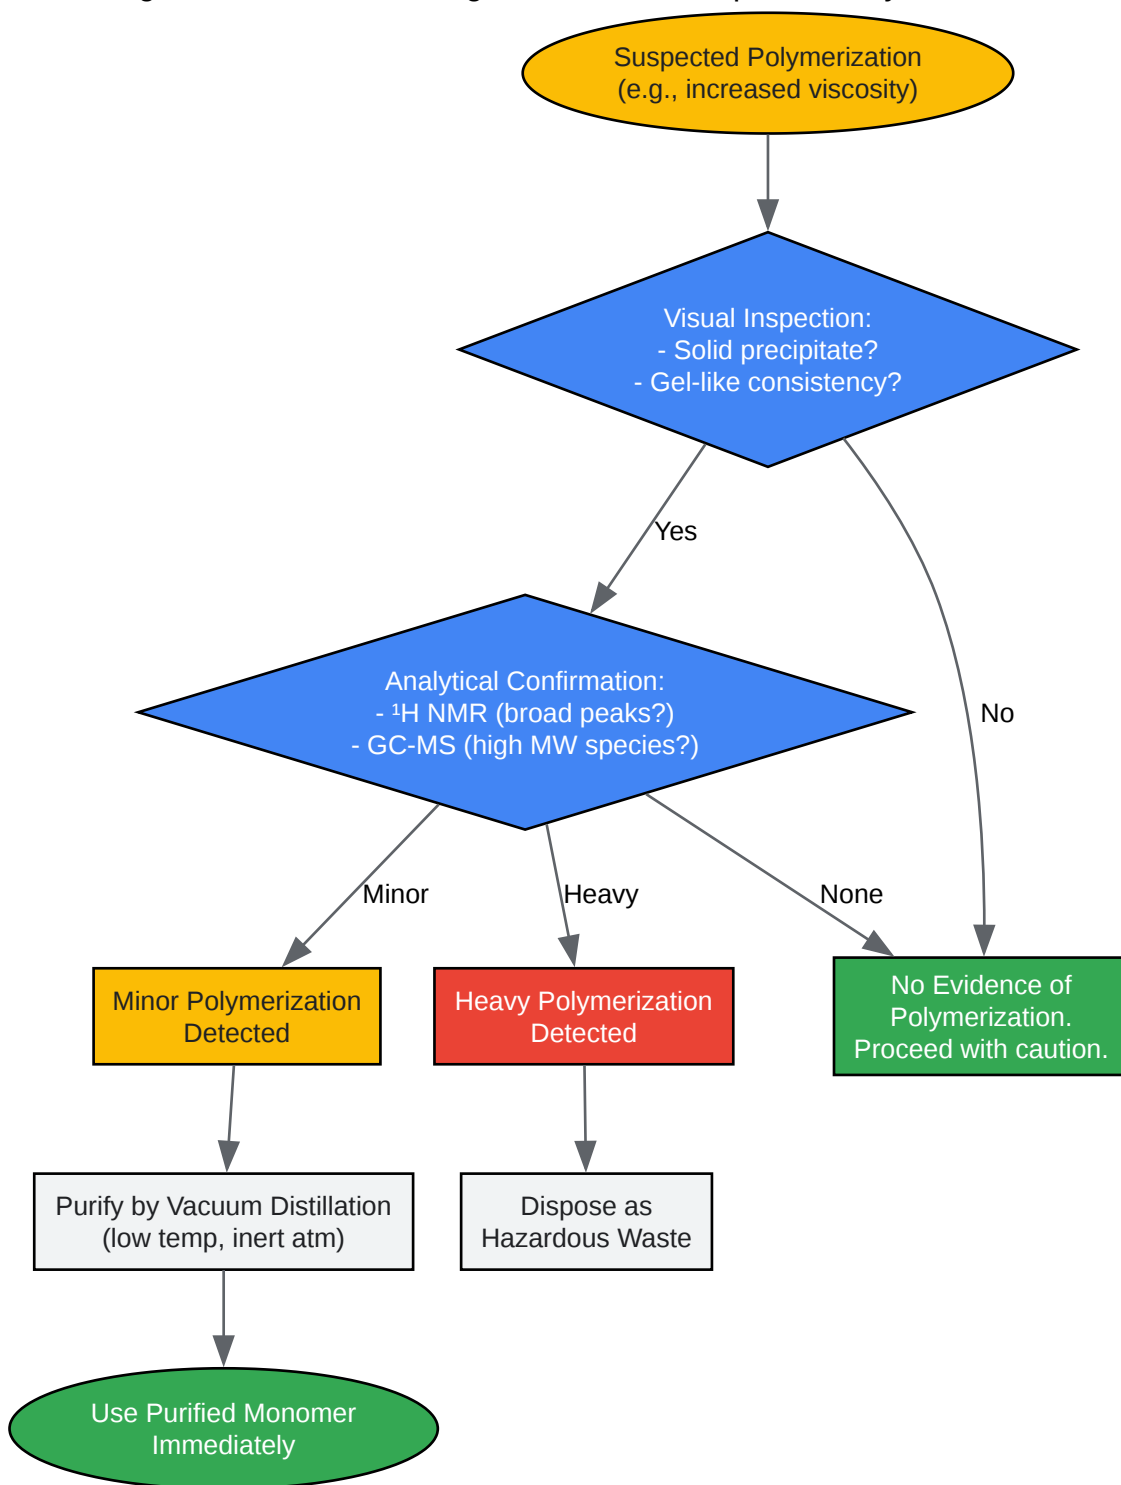 Suspected Polymerization
(e.g., increased viscosity)
Visual Inspection:
- Solid precipitate?
- Gel-like consistency?
Yes
No
Analytical Confirmation:
- ¹H NMR (broad peaks?)
- GC-MS (high MW species?)
Minor
Heavy
None
Minor Polymerization
Detected
Heavy Polymerization
Detected
No Evidence of
Polymerization.
Proceed with caution.
Purify by Vacuum Distillation
(low temp, inert atm)
Dispose as
Hazardous Waste
Use Purified Monomer
Immediately